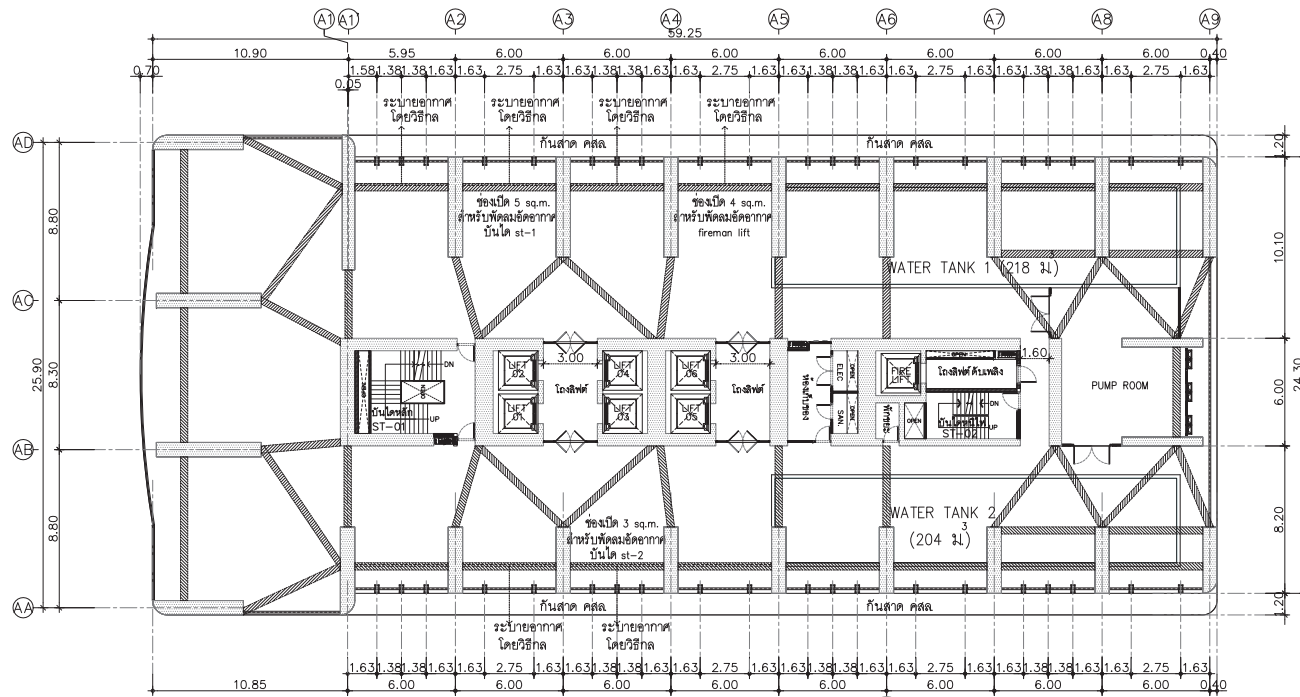 A1 A1' A2 A3 A4 A5 A6 A7 A8 A9
59.25
10.90 5.95 6.00 6.00 6.00 6.00 6.00 6.00 6.00 0.40
0.70 1.58 1.38 1.38 1.63 1.63 2.75 1.63 1.63 1.38 1.38 1.63 1.63 2.75 1.63 1.63 1.38 1.38 1.63 1.63 2.75 1.63 1.63 1.38 1.38 1.63 1.63 2.75 1.63
0.05
ระบายอากาศ ระบายอากาศ ระบายอากาศ ระบายอากาศ
โดยวิธีกล โดยวิธีกล โดยวิธีกล โดยวิธีกล
AD
กันสาด คสล. กันสาด คสล.
1.20
ช่องเปิด 5 sq.m. ช่องเปิด 4 sq.m.
สำหรับพัดลมอัดอากาศ สำหรับพัดลมอัดอากาศ
บันได st-1 fireman lift
8.80
10.10
WATER TANK 1 (218 ม.3)
AC
25.90
8.30
24.30
6.00
3.00 3.00 1.60
OPEN
DN
OPEN
UP
บันไดหลัก
ST-01
LIFT 02
LIFT 01
โถงลิฟต์
LIFT 04
LIFT 03
LIFT 06
LIFT 05
โถงลิฟต์
ห้องเก็บของ
ELEC
OPEN
SAN.
OPEN
FIRE LIFT
OPEN
โถงลิฟต์ดับเพลิง
OPEN
DN
UP
บันไดหนีไฟ
ST-02
PUMP ROOM
AB
8.80
8.20
WATER TANK 2
(204 ม.3)
ช่องเปิด 3 sq.m.
สำหรับพัดลมอัดอากาศ
บันได st-2
AA
กันสาด คสล. กันสาด คสล.
1.20
ระบายอากาศ ระบายอากาศ
โดยวิธีกล โดยวิธีกล
1.63 1.38 1.38 1.63 1.63 2.75 1.63 1.63 1.38 1.38 1.63 1.63 2.75 1.63 1.63 1.38 1.38 1.63 1.63 2.75 1.63 1.63 1.38 1.38 1.63 1.63 2.75 1.63
10.85 6.00 6.00 6.00 6.00 6.00 6.00 6.00 6.00 0.40